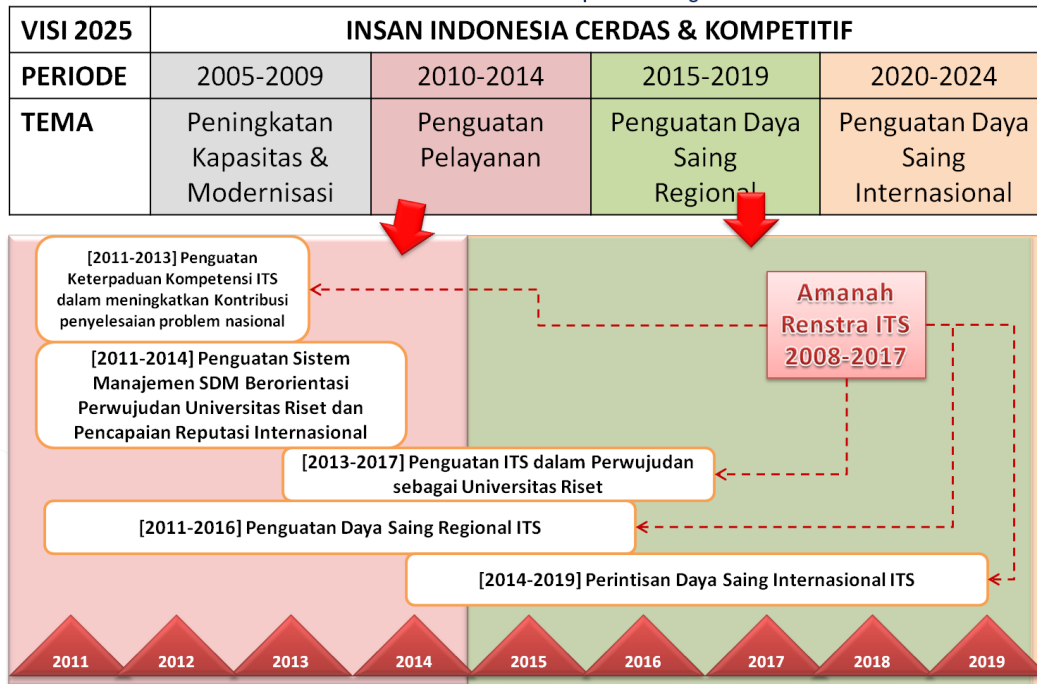 VISI 2025
INSAN INDONESIA CERDAS & KOMPETITIF
PERIODE
2005-2009
2010-2014
2015-2019
2020-2024
TEMA
Peningkatan
Kapasitas &
Modernisasi
Penguatan
Pelayanan
Penguatan Daya
Saing
Regional
Penguatan Daya
Saing
Internasional
[2011-2013] Penguatan
Keterpaduan Kompetensi ITS
dalam meningkatkan Kontribusi
penyelesaian problem nasional
Amanah
Renstra ITS
2008-2017
[2011-2014] Penguatan Sistem
Manajemen SDM Berorientasi
Perwujudan Universitas Riset dan
Pencapaian Reputasi Internasional
[2013-2017] Penguatan ITS dalam Perwujudan
sebagai Universitas Riset
[2011-2016] Penguatan Daya Saing Regional ITS
[2014-2019] Perintisan Daya Saing Internasional ITS
2011
2012
2013
2014
2015
2016
2017
2018
2019